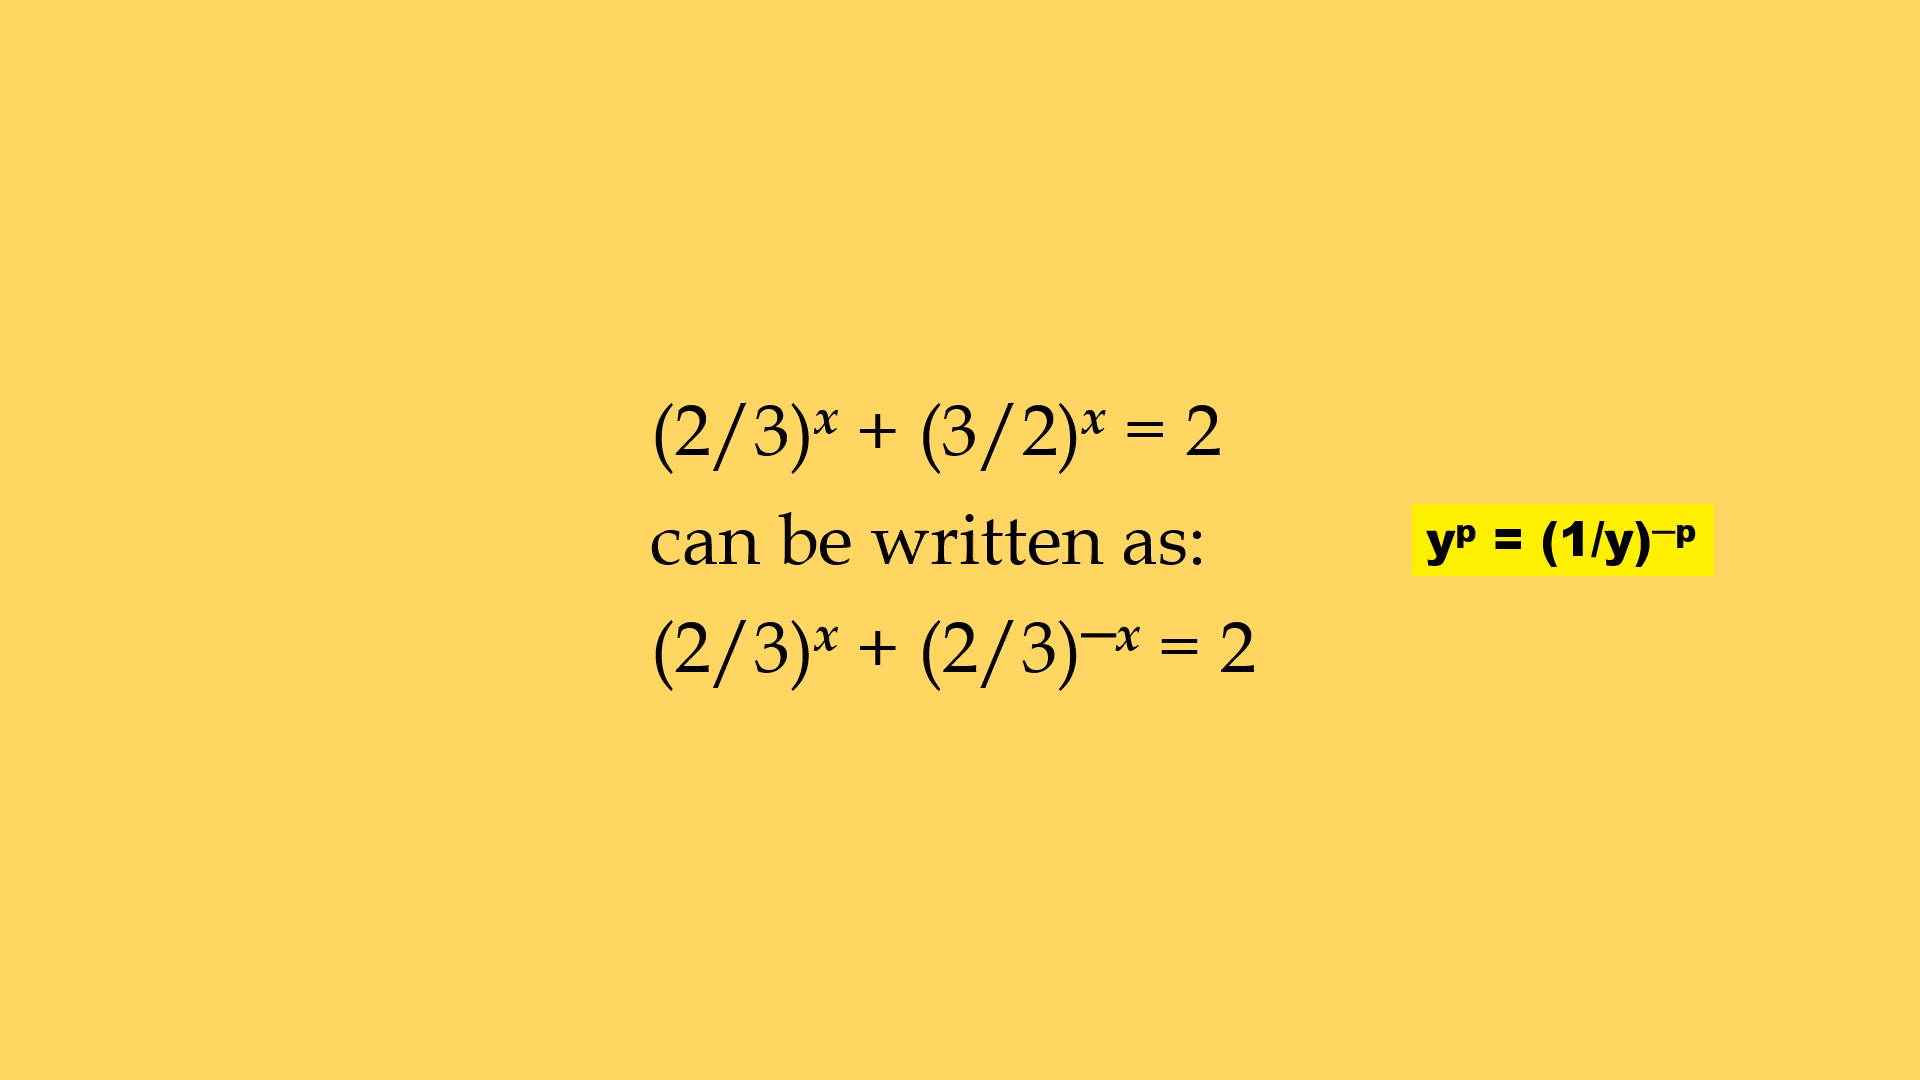 (2/3)ˣ + (3/2)ˣ = 2
can be written as:
yᵖ = (1/y)⁻ᵖ
(2/3)ˣ + (2/3)⁻ˣ = 2